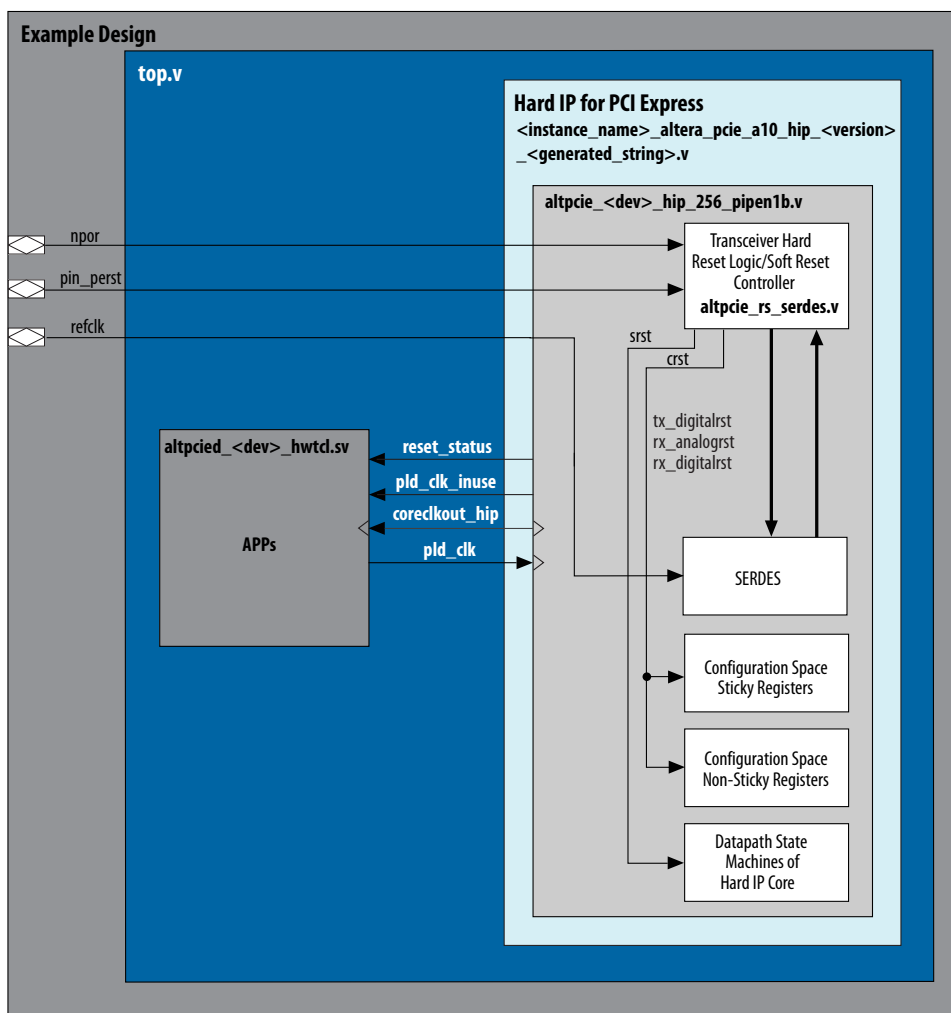 Example Design
top.v
Hard IP for PCI Express
<instance_name>_altera_pcie_a10_hip_<version>
_<generated_string>.v
altpcie_<dev>_hip_256_pipen1b.v
npor
pin_perst
refclk
Transceiver Hard
Reset Logic/Soft Reset
Controller
altpcie_rs_serdes.v
srst
crst
tx_digitalrst
rx_analogrst
rx_digitalrst
altpcied_<dev>_hwtcl.sv
APPs
reset_status
pld_clk_inuse
coreclkout_hip
pld_clk
SERDES
Configuration Space
Sticky Registers
Configuration Space
Non-Sticky Registers
Datapath State
Machines of
Hard IP Core